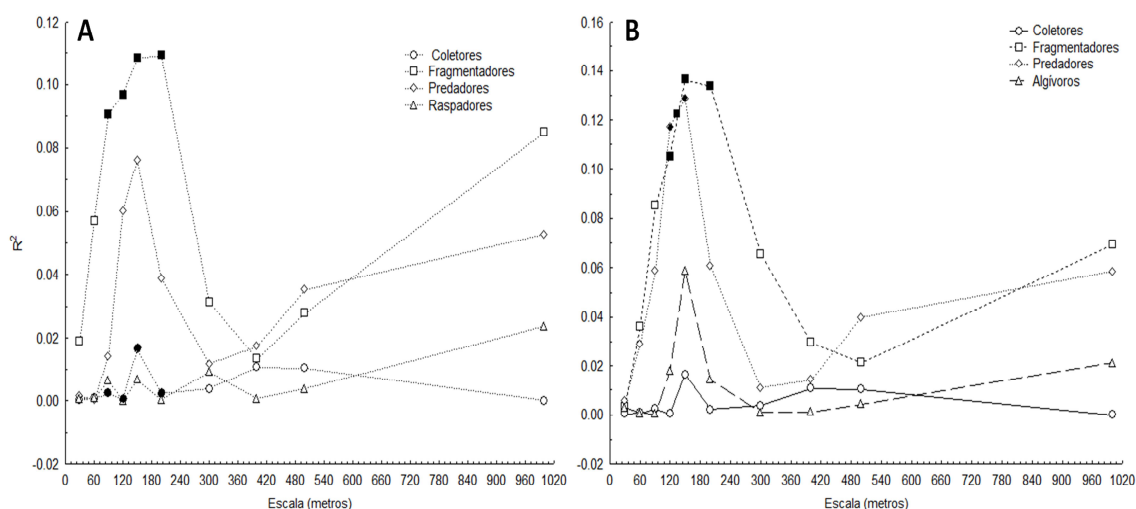 A
R²
0.12
0.10
0.08
0.06
0.04
0.02
0.00
-0.02
Coletores
Fragmentadores
Predadores
Raspadores
0 60 120 180 240 300 360 420 480 540 600 660 720 780 840 900 960 1020
Escala (metros)
B
0.16
0.14
0.12
0.10
0.08
0.06
0.04
0.02
0.00
-0.02
Coletores
Fragmentadores
Predadores
Algívoros
0 60 120 180 240 300 360 420 480 540 600 660 720 780 840 900 960 1020
Escala (metros)